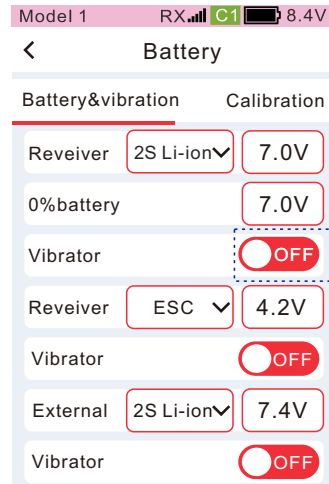 Model 1 RX C1 8.4V
Battery
Battery&vibration Calibration
Reveiver 2S Li-ion 7.0V
0%battery 7.0V
Vibrator OFF
Reveiver ESC 4.2V
Vibrator OFF
External 2S Li-ion 7.4V
Vibrator OFF